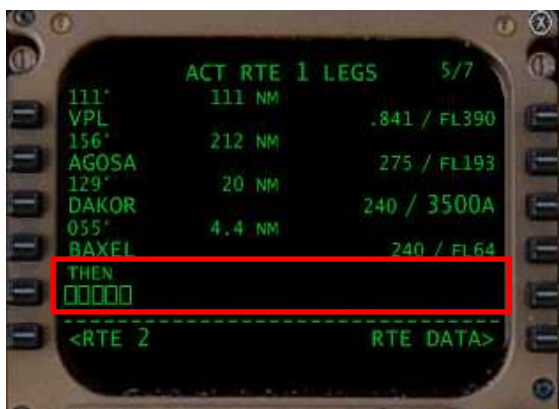 ACT RTE 1 LEGS 5/7
111° 111 NM
VPL .841 / FL390
156° 212 NM
AGOSA 275 / FL193
129° 20 NM
DAKOR 240 / 3500A
055° 4.4 NM
BAXEL 240 / FL64
THEN
□□□□□
<RTE 2 RTE DATA>